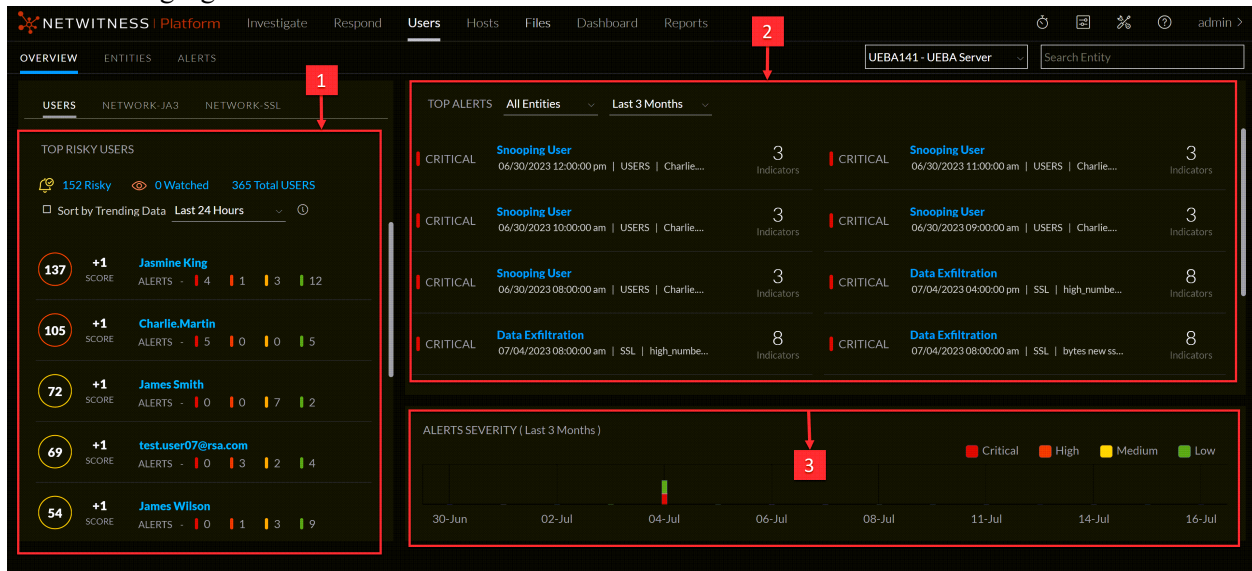 NETWITNESS | Platform Investigate Respond Users Hosts Files Dashboard Reports admin >
2
OVERVIEW ENTITIES ALERTS UEBA141 - UEBA Server Search Entity
1
USERS NETWORK-JA3 NETWORK-SSL
TOP RISKY USERS
152 Risky 0 Watched 365 Total USERS
Sort by Trending Data Last 24 Hours
137 +1 SCORE Jasmine King
ALERTS - 4 1 3 12
105 +1 SCORE Charlie.Martin
ALERTS - 5 0 0 5
72 +1 SCORE James Smith
ALERTS - 0 0 7 2
69 +1 SCORE test.user07@rsa.com
ALERTS - 0 3 2 4
54 +1 SCORE James Wilson
ALERTS - 0 1 3 9
TOP ALERTS All Entities Last 3 Months
CRITICAL Snooping User 3 Indicators
06/30/2023 12:00:00 pm | USERS | Charlie....
CRITICAL Snooping User 3 Indicators
06/30/2023 11:00:00 am | USERS | Charlie....
CRITICAL Snooping User 3 Indicators
06/30/2023 10:00:00 am | USERS | Charlie....
CRITICAL Snooping User 3 Indicators
06/30/2023 09:00:00 am | USERS | Charlie....
CRITICAL Snooping User 3 Indicators
06/30/2023 08:00:00 am | USERS | Charlie....
CRITICAL Data Exfiltration 8 Indicators
07/04/2023 04:00:00 pm | SSL | high_numbe...
CRITICAL Data Exfiltration 8 Indicators
07/04/2023 08:00:00 am | SSL | high_numbe...
CRITICAL Data Exfiltration 8 Indicators
07/04/2023 08:00:00 am | SSL | bytes new ss...
ALERTS SEVERITY ( Last 3 Months )
Critical High Medium Low
3
30-Jun 02-Jul 04-Jul 06-Jul 08-Jul 11-Jul 14-Jul 16-Jul